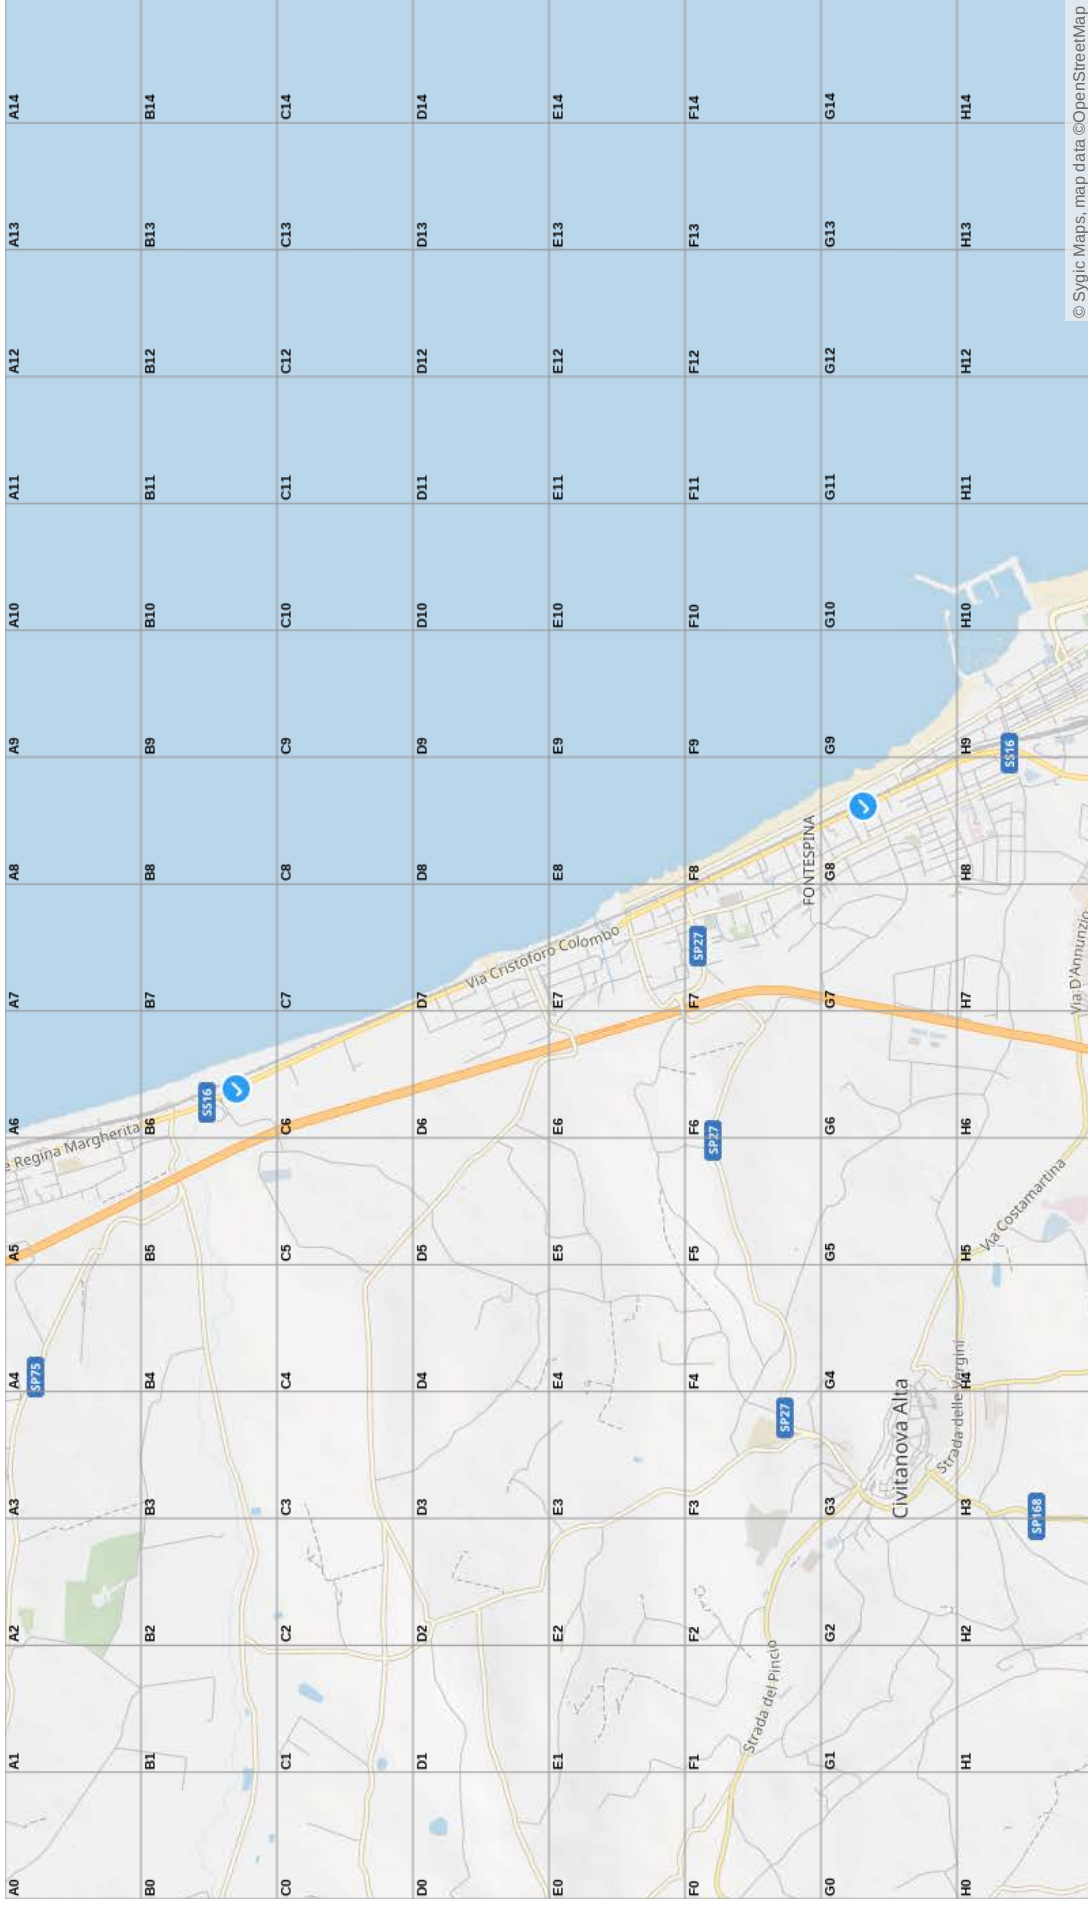 A0 A1 A2 A3 A4 A5 A6 A7 A8 A9 A10 A11 A12 A13 A14
SP75
e Regina Margherita
B0 B1 B2 B3 B4 B5 B6 B7 B8 B9 B10 B11 B12 B13 B14
SS16
C0 C1 C2 C3 C4 C5 C6 C7 C8 C9 C10 C11 C12 C13 C14
D0 D1 D2 D3 D4 D5 D6 D7 D8 D9 D10 D11 D12 D13 D14
Via Cristoforo Colombo
E0 E1 E2 E3 E4 E5 E6 E7 E8 E9 E10 E11 E12 E13 E14
F0 F1 F2 F3 F4 F5 F6 F7 F8 F9 F10 F11 F12 F13 F14
SP27
SP27
Strada del Pincio
SP27
FONTESPINA
G0 G1 G2 G3 G4 G5 G6 G7 G8 G9 G10 G11 G12 G13 G14
Civitanova Alta
Strada delle Vergini
H0 H1 H2 H3 H4 H5 H6 H7 H8 H9 H10 H11 H12 H13 H14
SS16
Via Costamartina
SP168
Via D'Annunzio
© Sygic Maps, map data ©OpenStreetMap